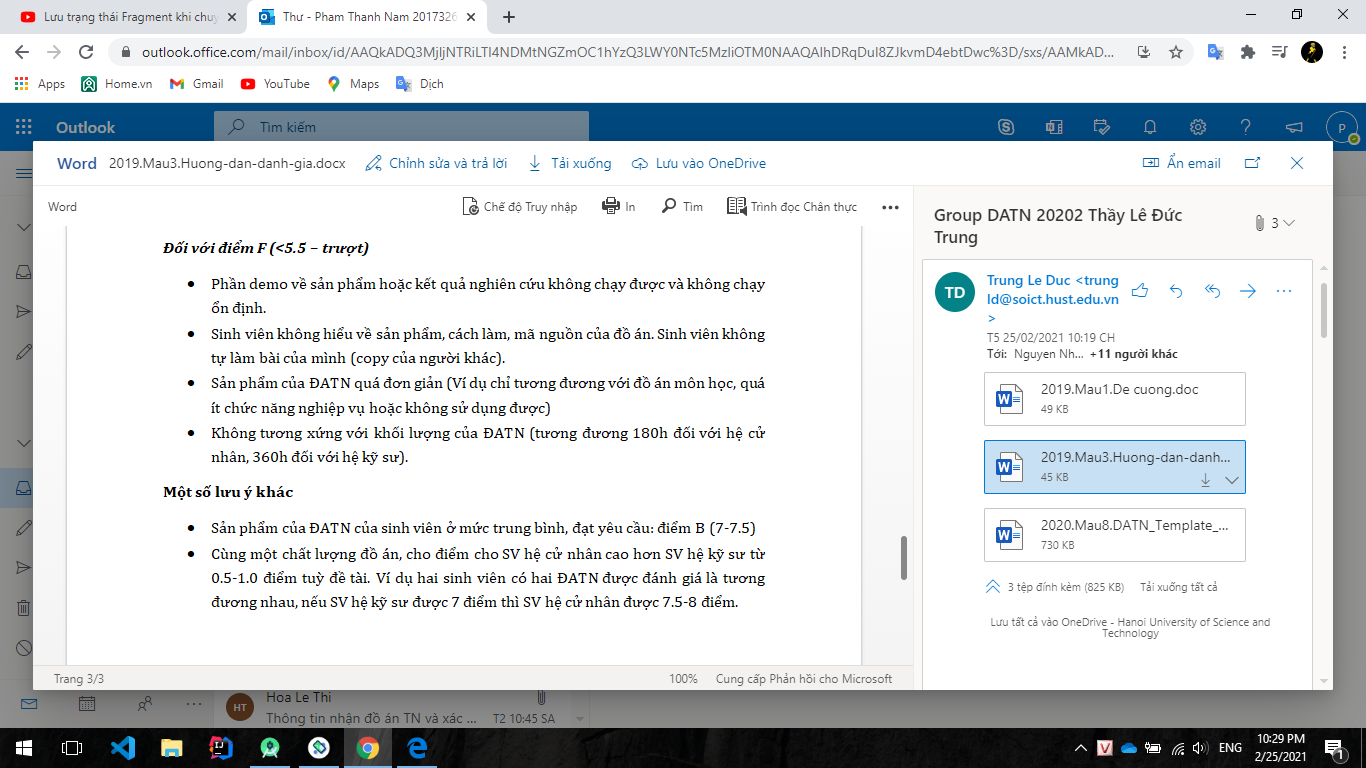 Lưu trạng thái Fragment khi chuy
Thư - Pham Thanh Nam 2017326
outlook.office.com/mail/inbox/id/AAQkADQ3MjljNTRiLTI4NDMtNGZmOC1hYzQ3LWY0NTc5MzliOTM0NAAQAIhDRqDuI8ZJkvmD4ebtDwc%3D/sxs/AAMkAD...
Apps Home.vn Gmail YouTube Maps Dịch
Outlook Tìm kiếm P
Word 2019.Mau3.Huong-dan-danh-gia.docx Chỉnh sửa và trả lời Tải xuống Lưu vào OneDrive Ẩn email
Word Chế độ Truy nhập In Tìm Trình đọc Chân thực
Đối với điểm F (<5.5 – trượt)
• Phần demo về sản phẩm hoặc kết quả nghiên cứu không chạy được và không chạy
ổn định.
• Sinh viên không hiểu về sản phẩm, cách làm, mã nguồn của đồ án. Sinh viên không
tự làm bài của mình (copy của người khác).
• Sản phẩm của ĐATN quá đơn giản (Ví dụ chỉ tương đương với đồ án môn học, quá
ít chức năng nghiệp vụ hoặc không sử dụng được)
• Không tương xứng với khối lượng của ĐATN (tương đương 180h đối với hệ cử
nhân, 360h đối với hệ kỹ sư).
Một số lưu ý khác
• Sản phẩm của ĐATN của sinh viên ở mức trung bình, đạt yêu cầu: điểm B (7-7.5)
• Cùng một chất lượng đồ án, cho điểm cho SV hệ cử nhân cao hơn SV hệ kỹ sư từ
0.5-1.0 điểm tuỳ đề tài. Ví dụ hai sinh viên có hai ĐATN được đánh giá là tương
đương nhau, nếu SV hệ kỹ sư được 7 điểm thì SV hệ cử nhân được 7.5-8 điểm.
Trang 3/3 100% Cung cấp Phản hồi cho Microsoft
Group DATN 20202 Thầy Lê Đức
Trung
3
TD
Trung Le Duc <trung
ld@soict.hust.edu.vn
>
T5 25/02/2021 10:19 CH
Tới: Nguyen Nh... +11 người khác
2019.Mau1.De cuong.doc
49 KB
2019.Mau3.Huong-dan-danh...
45 KB
2020.Mau8.DATN_Template_...
730 KB
3 tệp đính kèm (825 KB) Tải xuống tất cả
Lưu tất cả vào OneDrive - Hanoi University of Science and
Technology
HT
Hoa Le Thi
Thông tin nhận đồ án TN và xác ... T2 10:45 SA
ENG
10:29 PM
2/25/2021
1